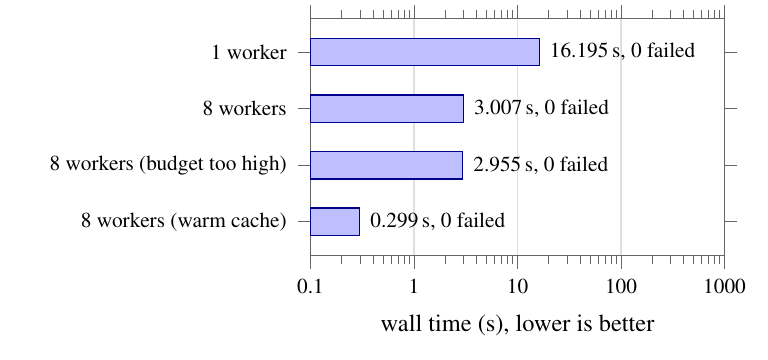 1 worker 16.195 s, 0 failed
8 workers 3.007 s, 0 failed
8 workers (budget too high) 2.955 s, 0 failed
8 workers (warm cache) 0.299 s, 0 failed
0.1 1 10 100 1000
wall time (s), lower is better